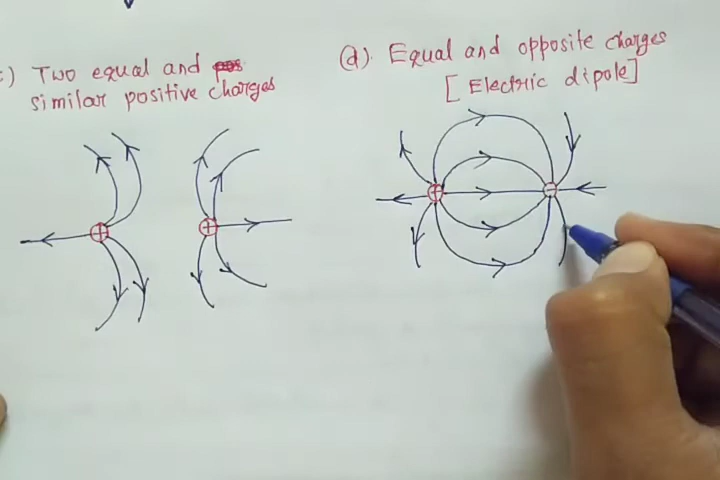 c) Two equal and
similar positive charges
(d). Equal and opposite charges
[Electric dipole]
+
+
+
-